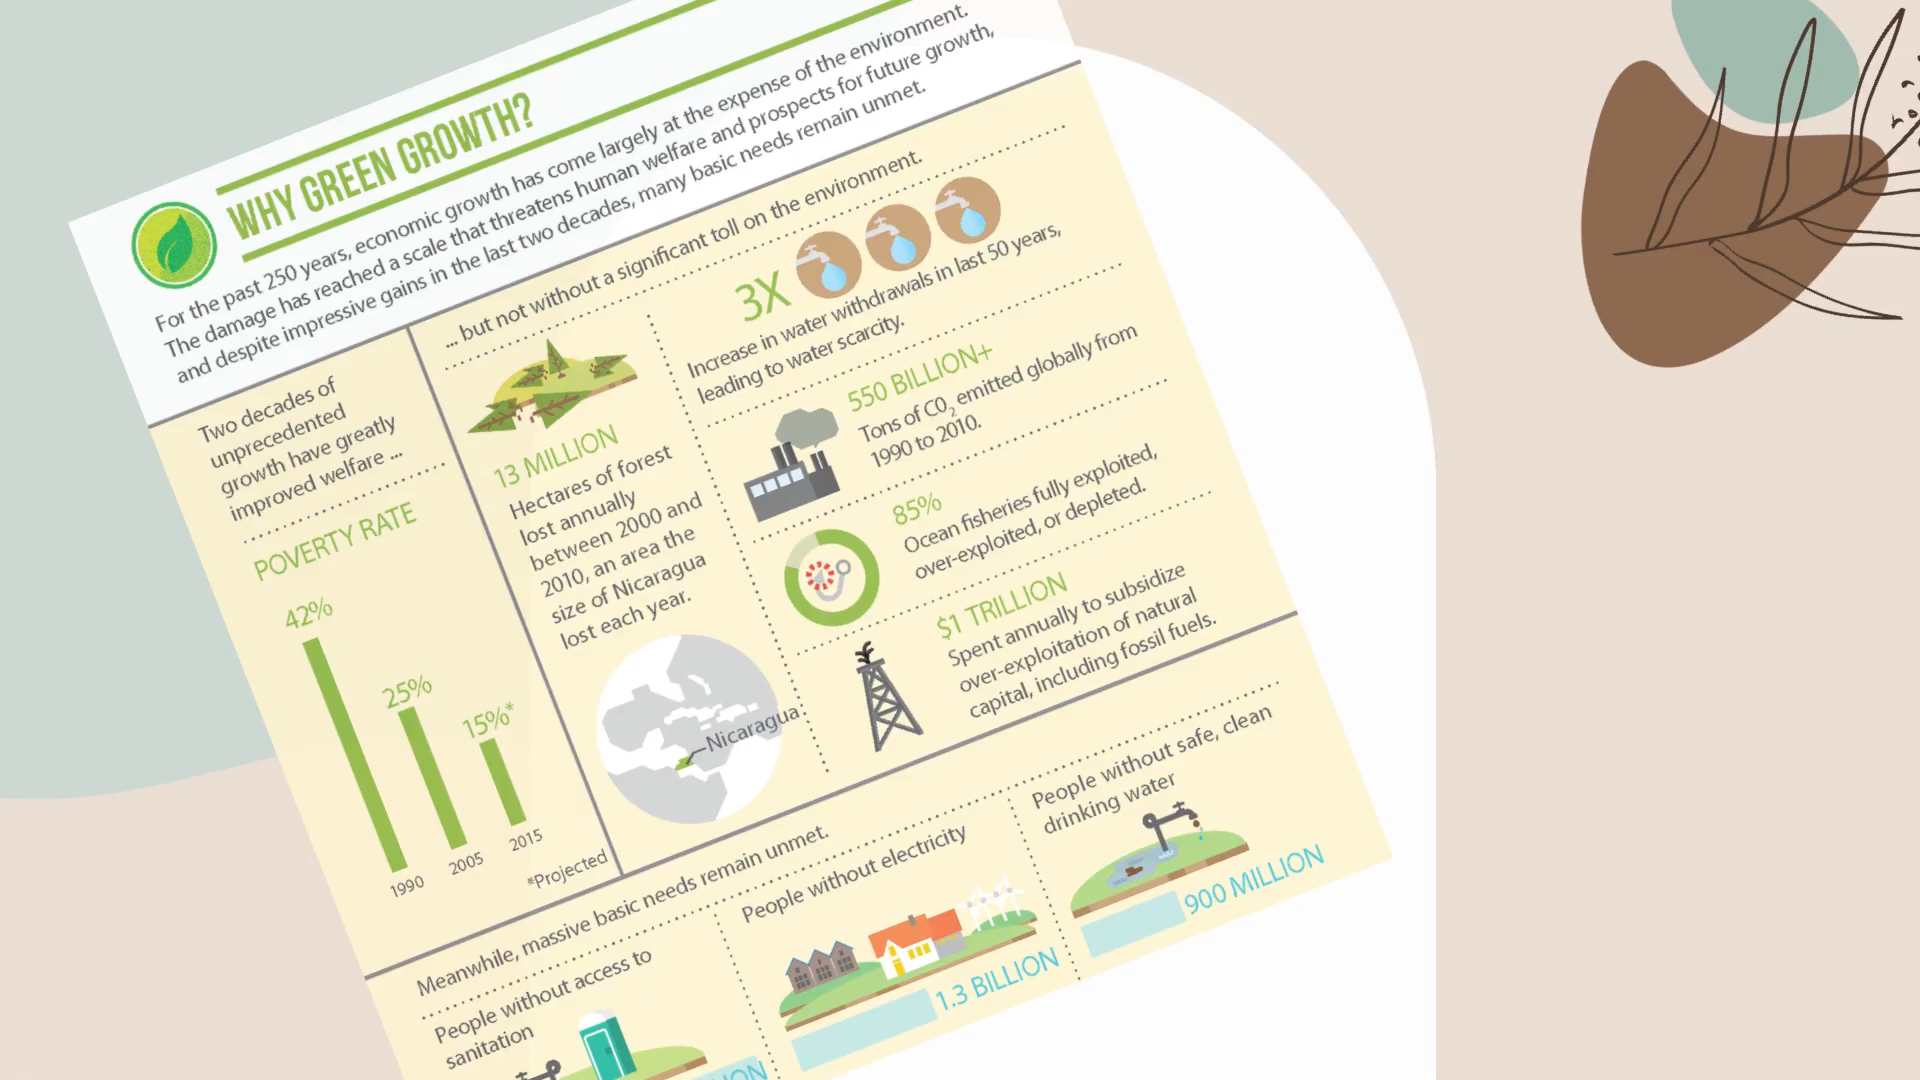 WHY GREEN GROWTH?
For the past 250 years, economic growth has come largely at the expense of the environment.
The damage has reached a scale that threatens human welfare and prospects for future growth,
and despite impressive gains in the last two decades, many basic needs remain unmet.
Two decades of
unprecedented
growth have greatly
improved welfare ...
POVERTY RATE
42%
25%
15%*
1990
2005
2015
*Projected
... but not without a significant toll on the environment.
13 MILLION
Hectares of forest
lost annually
between 2000 and
2010, an area the
size of Nicaragua
lost each year.
Nicaragua
3X
Increase in water withdrawals in last 50 years,
leading to water scarcity.
550 BILLION+
Tons of C0₂ emitted globally from
1990 to 2010.
85%
Ocean fisheries fully exploited,
over-exploited, or depleted.
$1 TRILLION
Spent annually to subsidize
over-exploitation of natural
capital, including fossil fuels.
Meanwhile, massive basic needs remain unmet.
People without access to
sanitation
People without electricity
1.3 BILLION
People without safe, clean
drinking water
900 MILLION